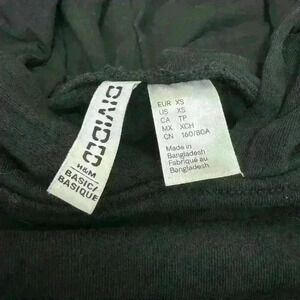 DIVIDED
H&M
BASIC/
BASIQUE
EUR XS
US XS
CA TP
MX XCH
CN 160/80A
Made in
Bangladesh
Fabriqué au
Bangladesh